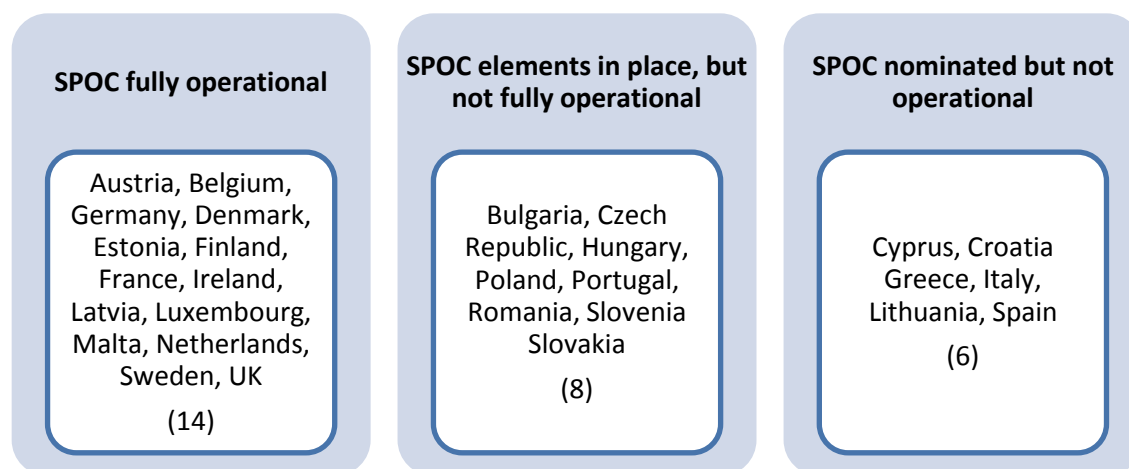 SPOC fully operational
Austria, Belgium,
Germany, Denmark,
Estonia, Finland,
France, Ireland,
Latvia, Luxembourg,
Malta, Netherlands,
Sweden, UK
(14)
SPOC elements in place, but
not fully operational
Bulgaria, Czech
Republic, Hungary,
Poland, Portugal,
Romania, Slovenia
Slovakia
(8)
SPOC nominated but not
operational
Cyprus, Croatia
Greece, Italy,
Lithuania, Spain
(6)